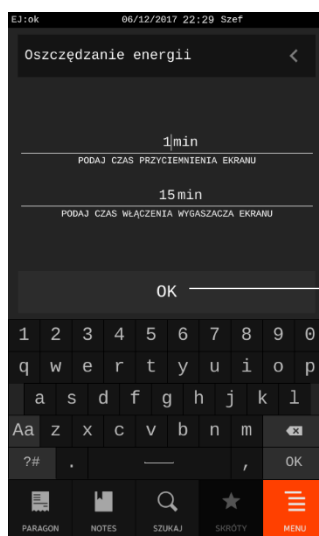 EJ:ok 06/12/2017 22:29 Szef
Oszczędzanie energii
1min
PODAJ CZAS PRZYCIEMNIENIA EKRANU
15min
PODAJ CZAS WŁĄCZENIA WYGASZACZA EKRANU
OK
1 2 3 4 5 6 7 8 9 0
q w e r t y u i o p
a s d f g h j k l
Aa z x c v b n m
?# . , OK
PARAGON NOTES SZUKAJ SKRÓTY MENU